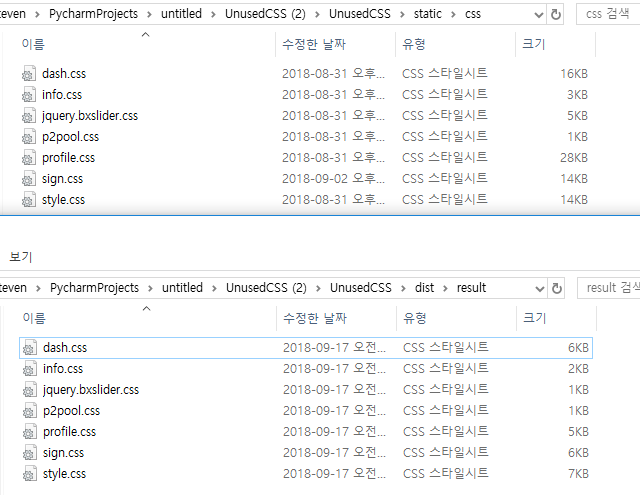 teven > PycharmProjects > untitled > UnusedCSS (2) > UnusedCSS > static > css css 검색
이름 수정한 날짜 유형 크기
dash.css 2018-08-31 오후... CSS 스타일시트 16KB
info.css 2018-08-31 오후... CSS 스타일시트 3KB
jquery.bxslider.css 2018-08-31 오후... CSS 스타일시트 5KB
p2pool.css 2018-08-31 오후... CSS 스타일시트 1KB
profile.css 2018-08-31 오후... CSS 스타일시트 28KB
sign.css 2018-09-02 오후... CSS 스타일시트 14KB
style.css 2018-08-31 오후... CSS 스타일시트 14KB
보기
teven > PycharmProjects > untitled > UnusedCSS (2) > UnusedCSS > dist > result result 검색
이름 수정한 날짜 유형 크기
dash.css 2018-09-17 오전... CSS 스타일시트 6KB
info.css 2018-09-17 오전... CSS 스타일시트 2KB
jquery.bxslider.css 2018-09-17 오전... CSS 스타일시트 1KB
p2pool.css 2018-09-17 오전... CSS 스타일시트 1KB
profile.css 2018-09-17 오전... CSS 스타일시트 5KB
sign.css 2018-09-17 오전... CSS 스타일시트 6KB
style.css 2018-09-17 오전... CSS 스타일시트 7KB